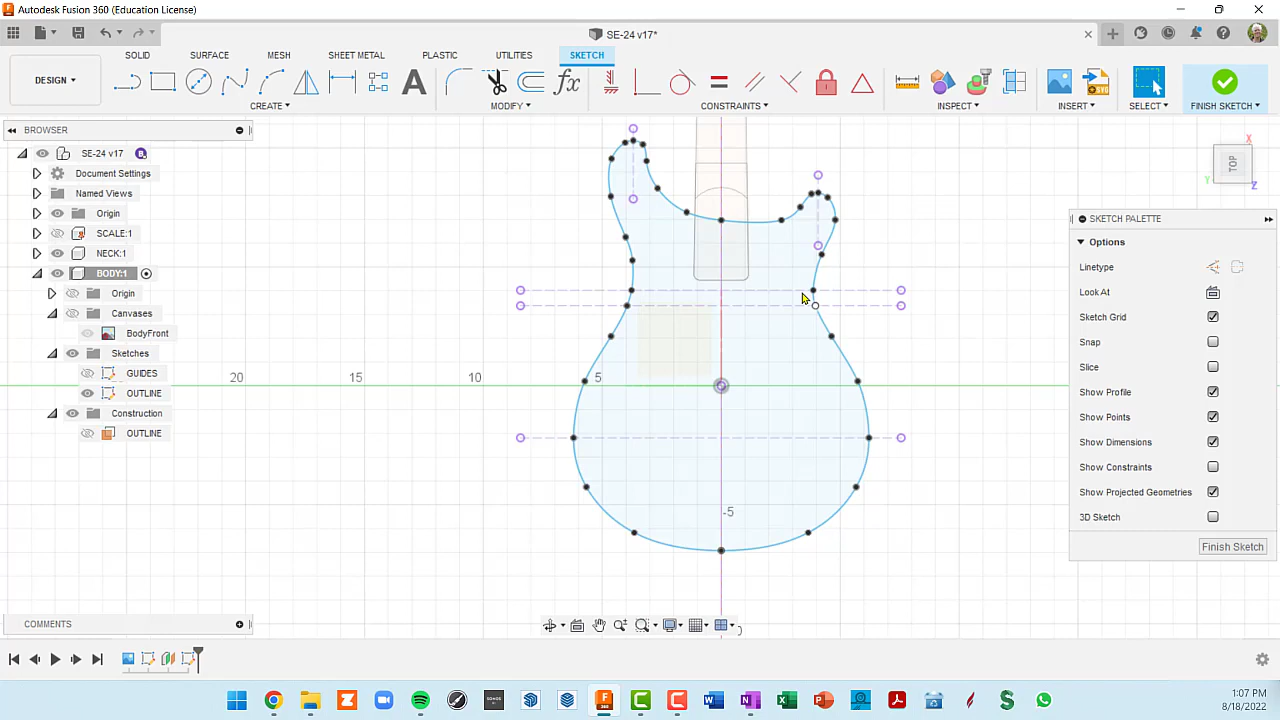 Autodesk Fusion 360 (Education License)
SE-24 v17*
SOLID SURFACE MESH SHEET METAL PLASTIC UTILITIES SKETCH
DESIGN
CREATE MODIFY CONSTRAINTS INSPECT INSERT SELECT FINISH SKETCH
BROWSER
SE-24 v17
Document Settings
Named Views
Origin
SCALE:1
NECK:1
BODY:1
Origin
Canvases
BodyFront
Sketches
GUIDES
OUTLINE
Construction
OUTLINE
20 15 10 5
-5
TOP
X
Y
Z
SKETCH PALETTE
Options
Linetype
Look At
Sketch Grid
Snap
Slice
Show Profile
Show Points
Show Dimensions
Show Constraints
Show Projected Geometries
3D Sketch
Finish Sketch
COMMENTS
1:07 PM
8/18/2022